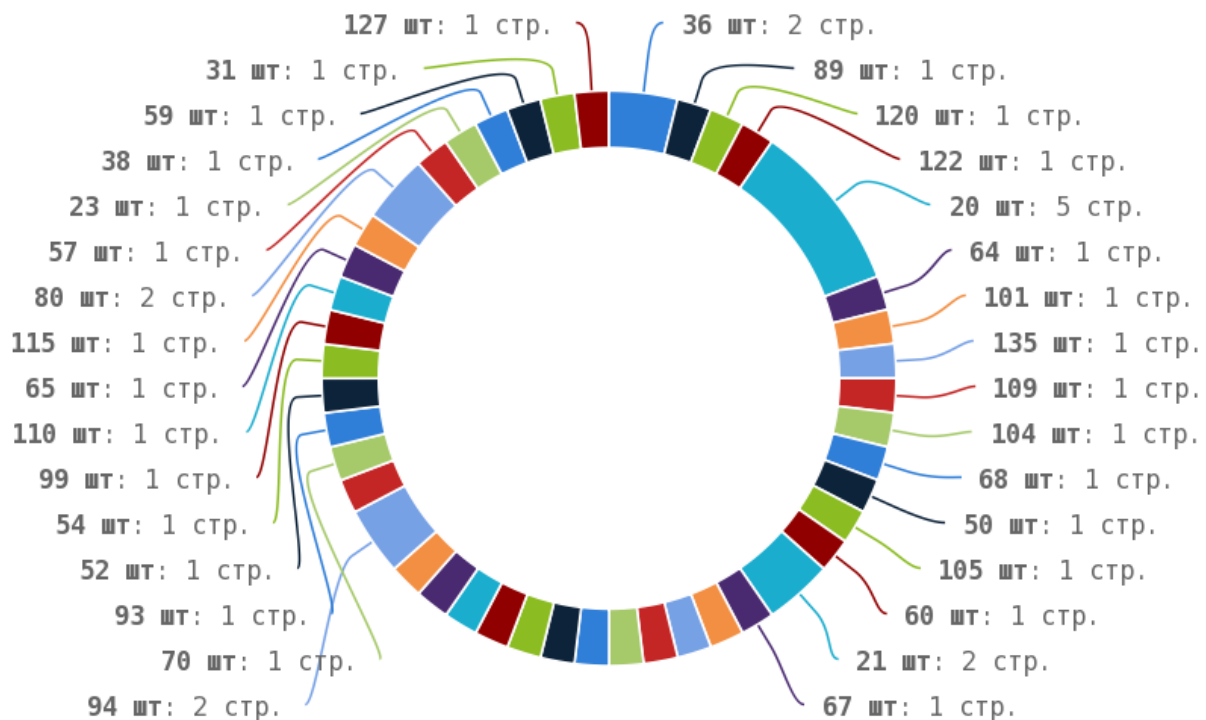 127 шт: 1 стр.
36 шт: 2 стр.
31 шт: 1 стр.
89 шт: 1 стр.
59 шт: 1 стр.
120 шт: 1 стр.
38 шт: 1 стр.
122 шт: 1 стр.
23 шт: 1 стр.
20 шт: 5 стр.
57 шт: 1 стр.
64 шт: 1 стр.
80 шт: 2 стр.
101 шт: 1 стр.
115 шт: 1 стр.
135 шт: 1 стр.
65 шт: 1 стр.
109 шт: 1 стр.
110 шт: 1 стр.
104 шт: 1 стр.
99 шт: 1 стр.
68 шт: 1 стр.
54 шт: 1 стр.
50 шт: 1 стр.
52 шт: 1 стр.
105 шт: 1 стр.
93 шт: 1 стр.
60 шт: 1 стр.
70 шт: 1 стр.
21 шт: 2 стр.
94 шт: 2 стр.
67 шт: 1 стр.